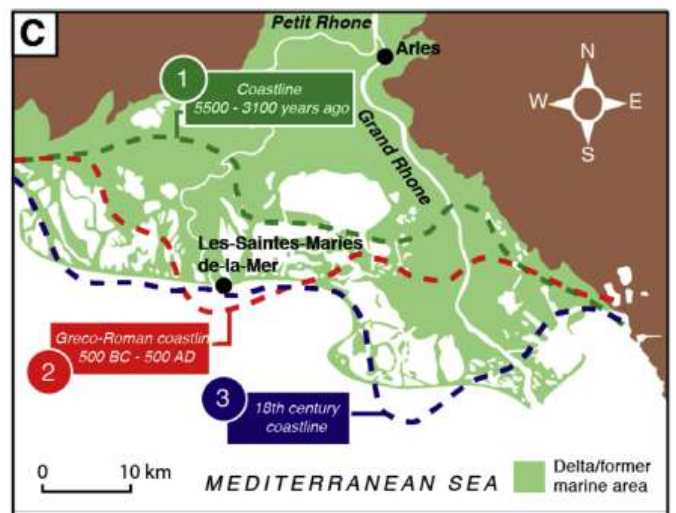 C
Petit Rhone
Arles
1
Coastline
5500 - 3100 years ago
N
W
E
S
Grand Rhone
Les-Saintes-Maries
de-la-Mer
Greco-Roman coastlin
500 BC - 500 AD
2
3
18th century
coastline
0
10 km
MEDITERRANEAN SEA
Delta/former
marine area